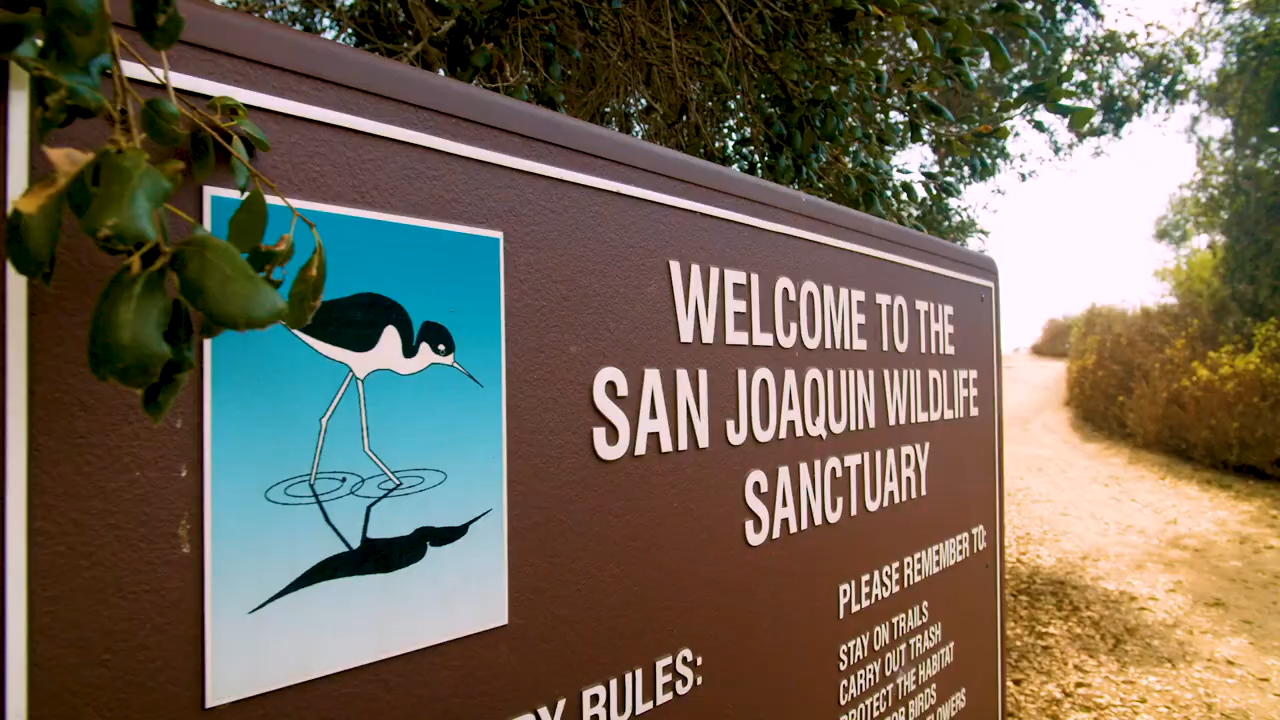 WELCOME TO THE
SAN JOAQUIN WILDLIFE
SANCTUARY
PLEASE REMEMBER TO:
STAY ON TRAILS
CARRY OUT TRASH
PROTECT THE HABITAT
BIRDS
RULES: